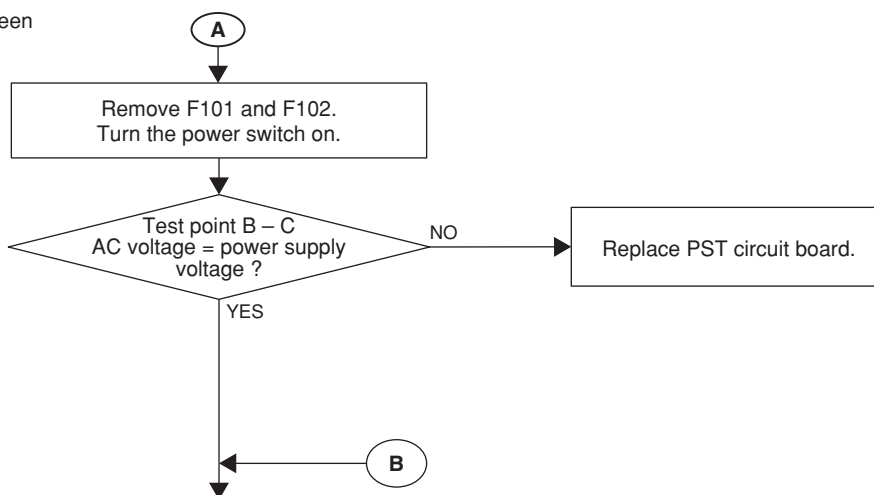 een
A
Remove F101 and F102.
Turn the power switch on.
Test point B – C
AC voltage = power supply
voltage ?
NO
Replace PST circuit board.
YES
B